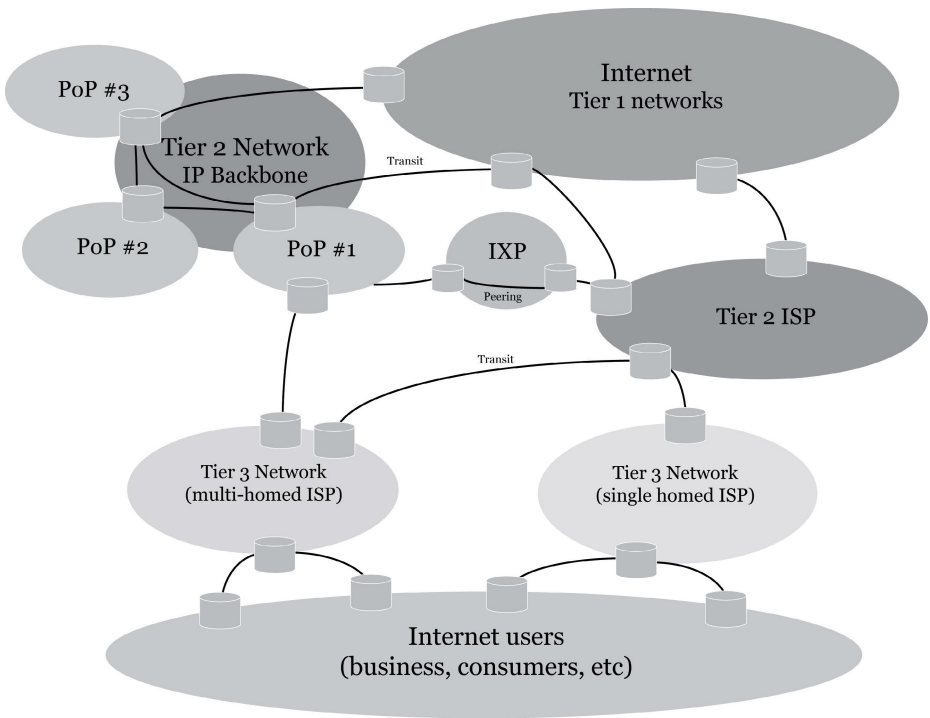 Internet
Tier 1 networks
PoP #3
Tier 2 Network
IP Backbone
Transit
PoP #2
PoP #1
IXP
Peering
Tier 2 ISP
Transit
Tier 3 Network
(multi-homed ISP)
Tier 3 Network
(single homed ISP)
Internet users
(business, consumers, etc)